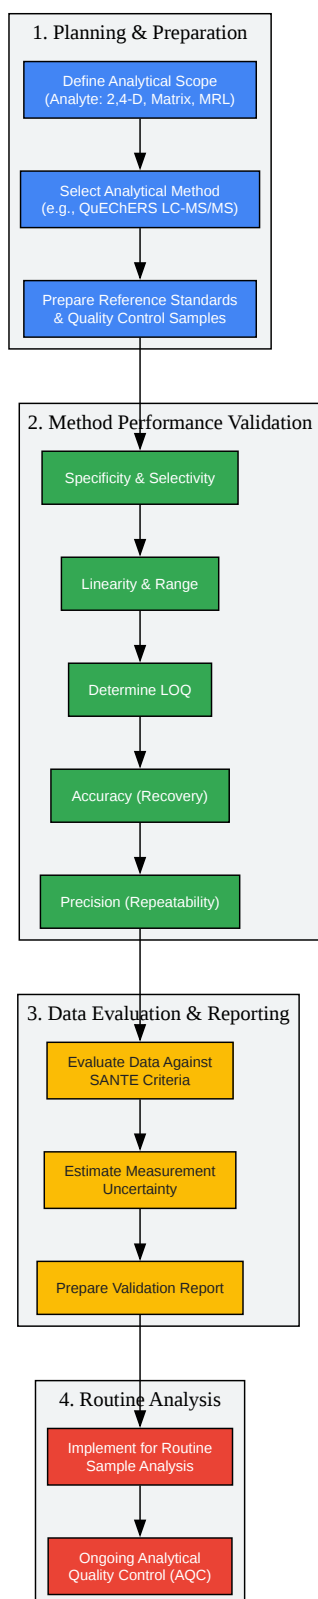 1. Planning & Preparation
Define Analytical Scope
(Analyte: 2,4-D, Matrix, MRL)
Select Analytical Method
(e.g., QuEChERS LC-MS/MS)
Prepare Reference Standards
& Quality Control Samples
2. Method Performance Validation
Specificity & Selectivity
Linearity & Range
Determine LOQ
Accuracy (Recovery)
Precision (Repeatability)
3. Data Evaluation & Reporting
Evaluate Data Against
SANTE Criteria
Estimate Measurement
Uncertainty
Prepare Validation Report
4. Routine Analysis
Implement for Routine
Sample Analysis
Ongoing Analytical
Quality Control (AQC)